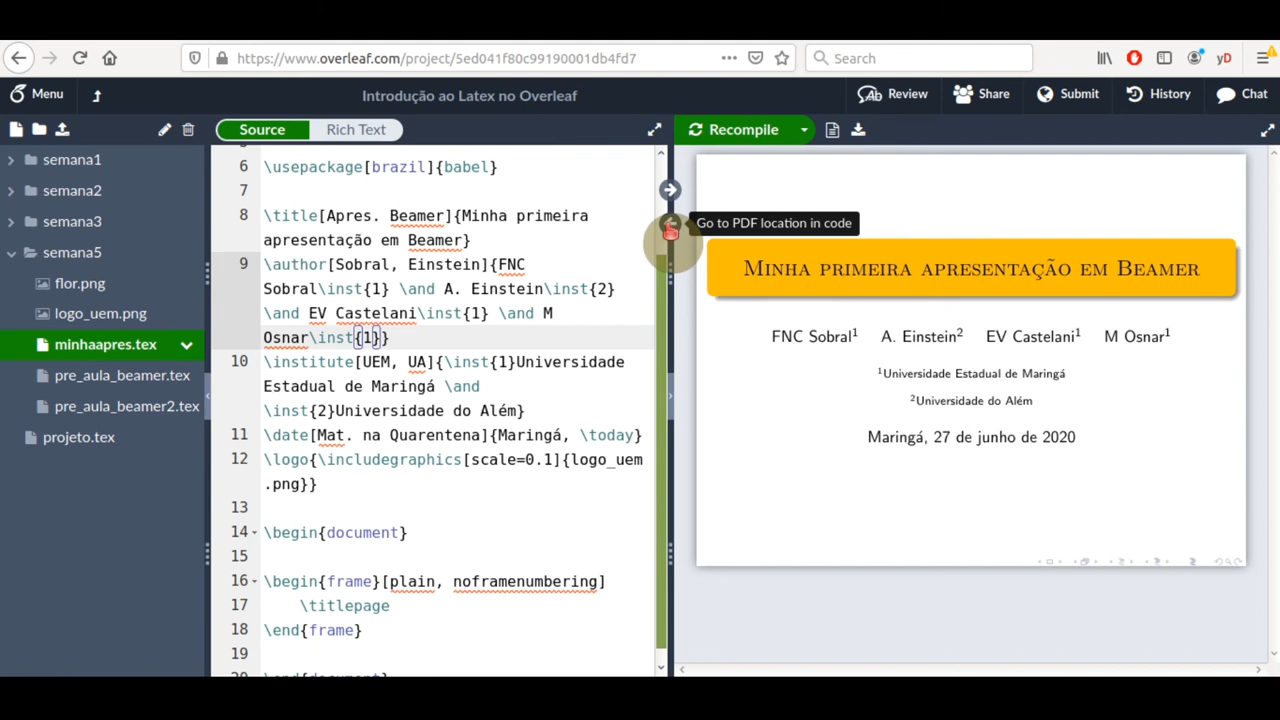 https://www.overleaf.com/project/5ed041f80c99190001db4fd7
Search
yD
Menu
Introdução ao Latex no Overleaf
Review
Share
Submit
History
Chat
Source
Rich Text
Recompile
semana1
semana2
semana3
semana5
flor.png
logo_uem.png
minhaapres.tex
pre_aula_beamer.tex
pre_aula_beamer2.tex
projeto.tex
6 \usepackage[brazil]{babel}
7
8 \title[Apres. Beamer]{Minha primeira
apresentação em Beamer}
9 \author[Sobral, Einstein]{FNC
Sobral\inst{1} \and A. Einstein\inst{2}
\and EV Castelani\inst{1} \and M
Osnar\inst{1}}
10 \institute[UEM, UA]{\inst{1}Universidade
Estadual de Maringá \and
\inst{2}Universidade do Além}
11 \date[Mat. na Quarentena]{Maringá, \today}
12 \logo{\includegraphics[scale=0.1]{logo_uem
.png}}
13
14 \begin{document}
15
16 \begin{frame}[plain, noframenumbering]
17 \titlepage
18 \end{frame}
19
20 \end{document}
Go to PDF location in code
Minha primeira apresentação em Beamer
FNC Sobral¹ A. Einstein² EV Castelani¹ M Osnar¹
¹Universidade Estadual de Maringá
²Universidade do Além
Maringá, 27 de junho de 2020